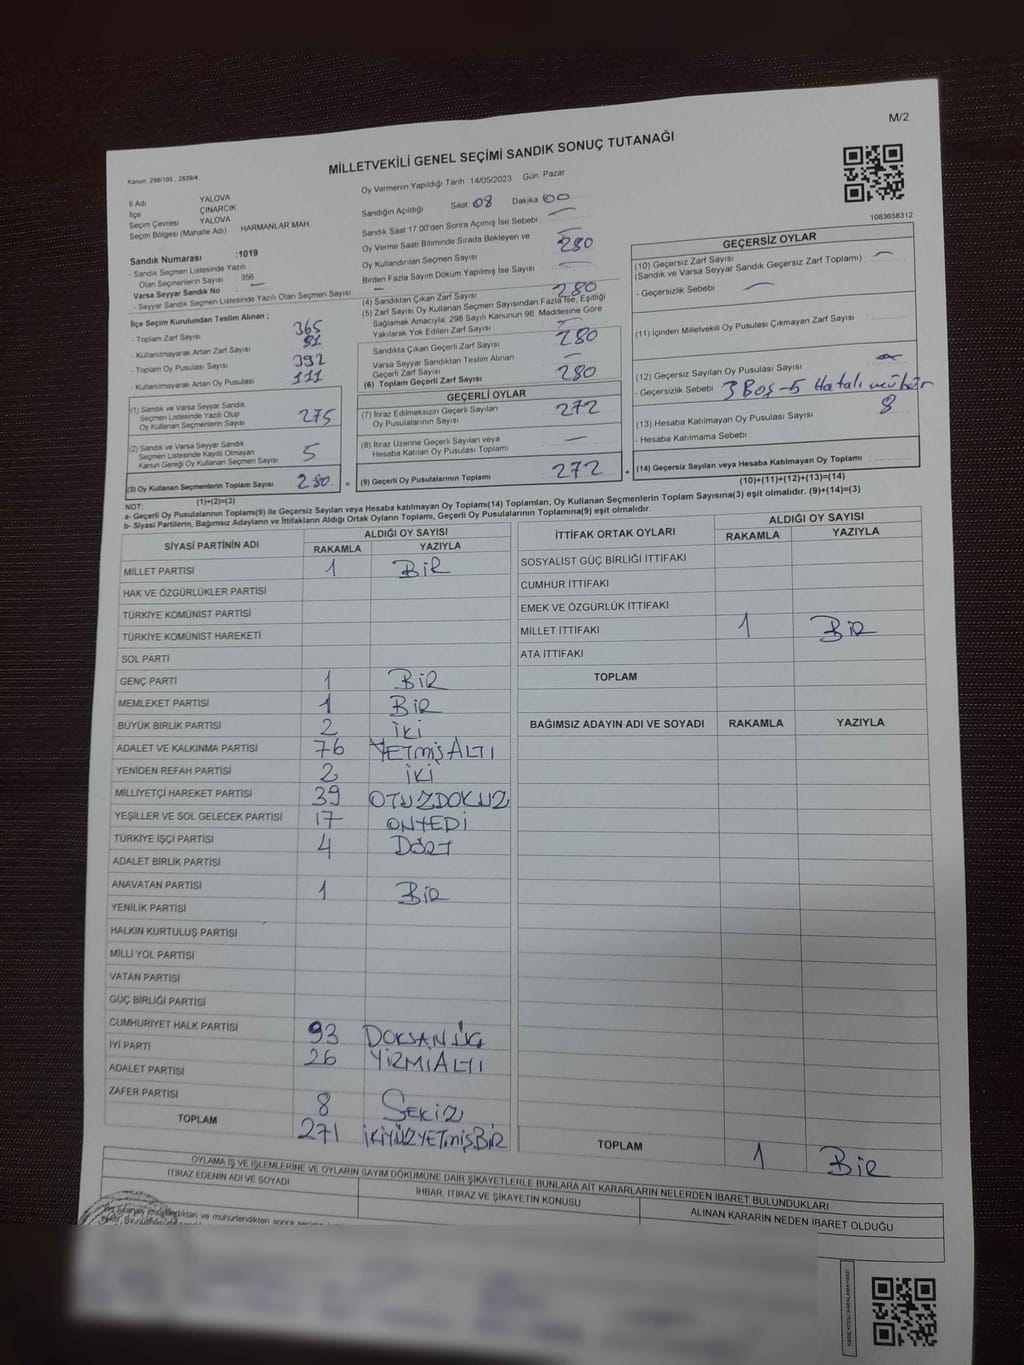 M/2
MİLLETVEKİLİ GENEL SEÇİMİ SANDIK SONUÇ TUTANAĞI
Kanun: 298/105 , 2839/4
Oy Vermenin Yapıldığı Tarih 14/05/2023 Gün. Pazar
1083658312
İl Adı YALOVA
İlçe ÇINARCIK
Seçim Çevresi YALOVA
Seçim Bölgesi (Mahalle Adı) HARMANLAR MAH.
Sandık Numarası :1019
- Sandık Seçmen Listesinde Yazılı
Olan Seçmenlerin Sayısı 356
Varsa Seyyar Sandık No —
- Seyyar Sandık Seçmen Listesinde Yazılı Olan Seçmen Sayısı —
İlçe Seçim Kurulundan Teslim Alınan ;
- Toplam Zarf Sayısı 365
- Kullanılmayarak Artan Zarf Sayısı 81
- Toplam Oy Pusulası Sayısı 392
- Kullanılmayarak Artan Oy Pusulası 111
(1) Sandık ve Varsa Seyyar Sandık
Seçmen Listesinde Yazılı Olup
Oy Kullanan Seçmenlerin Sayısı 275
(2) Sandık ve Varsa Seyyar Sandık
Seçmen Listesinde Kaydı Olmayan
Kanun Gereği Oy Kullanan Seçmen Sayısı 5
(3) Oy Kullanan Seçmenlerin Toplam Sayısı 280 =
(1)+(2)=(3)
Sandığın Açıldığı Saat 08 Dakika 00
Sandık Saat 17.00'den Sonra Açımış İse Sebebi : —
Oy Verme Saati Bitiminde Sırada Bekleyen ve
Oy Kullandırılan Seçmen Sayısı 280
Birden Fazla Sayım Döküm Yapılmış İse Sayısı —
(4) Sandıktan Çıkan Zarf Sayısı 280
(5) Zarf Sayısı Oy Kullanan Seçmen Sayısından Fazla İse, Eşitliği
Sağlamak Amacıyla, 298 Sayılı Kanunun 98. Maddesine Göre
Yakılarak Yok Edilen Zarf Sayısı —
Sandıkta Çıkan Geçerli Zarf Sayısı 280
Varsa Seyyar Sandıktan Teslim Alınan
Geçerli Zarf Sayısı —
(6) Toplam Geçerli Zarf Sayısı 280
GEÇERLİ OYLAR
(7) İtiraz Edilmeksizin Geçerli Sayılan
Oy Pusulalarının Sayısı 272
(8) İtiraz Üzerine Geçerli Sayılan veya
Hesaba Katılan Oy Pusulası Toplamı —
(9) Geçerli Oy Pusulalarının Toplamı 272 +
GEÇERSİZ OYLAR
(10) Geçersiz Zarf Sayısı
(Sandık ve Varsa Seyyar Sandık Geçersiz Zarf Toplamı) —
- Geçersizlik Sebebi —
(11) İçinden Milletvekili Oy Pusulası Çıkmayan Zarf Sayısı
(12) Geçersiz Sayılan Oy Pusulası Sayısı
- Geçersizlik Sebebi 3 Boş - 5 Hatalı mühür
8
(13) Hesaba Katılmayan Oy Pusulası Sayısı
- Hesaba Katılmama Sebebi
(14) Geçersiz Sayılan veya Hesaba Katılmayan Oy Toplamı
(10)+(11)+(12)+(13)=(14)
NOT:
a- Geçerli Oy Pusulalarının Toplamı(9) ile Geçersiz Sayılan veya Hesaba katılmayan Oy Toplamı(14) Toplamları, Oy Kullanan Seçmenlerin Toplam Sayısına(3) eşit olmalıdır. (9)+(14)=(3)
b- Siyasi Partilerin, Bağımsız Adayların ve İttifakların Aldığı Ortak Oyların Toplamı, Geçerli Oy Pusulalarının Toplamına(9) eşit olmalıdır.
SİYASİ PARTİNİN ADI ALDIĞI OY SAYISI
RAKAMLA YAZIYLA
MİLLET PARTİSİ 1 BİR
HAK VE ÖZGÜRLÜKLER PARTİSİ
TÜRKİYE KOMÜNİST PARTİSİ
TÜRKİYE KOMÜNİST HAREKETİ
SOL PARTİ
GENÇ PARTİ 1 BİR
MEMLEKET PARTİSİ 1 BİR
BÜYÜK BİRLİK PARTİSİ 2 İKİ
ADALET VE KALKINMA PARTİSİ 76 YETMİŞALTI
YENİDEN REFAH PARTİSİ 2 İKİ
MİLLİYETÇİ HAREKET PARTİSİ 39 OTUZDOKUZ
YEŞİLLER VE SOL GELECEK PARTİSİ 17 ONYEDİ
TÜRKİYE İŞÇİ PARTİSİ 4 DÖRT
ADALET BİRLİK PARTİSİ
ANAVATAN PARTİSİ 1 BİR
YENİLİK PARTİSİ
HALKIN KURTULUŞ PARTİSİ
MİLLİ YOL PARTİSİ
VATAN PARTİSİ
GÜÇ BİRLİĞİ PARTİSİ
CUMHURİYET HALK PARTİSİ 93 DOKSANÜÇ
İYİ PARTİ 26 YİRMİALTI
ADALET PARTİSİ
ZAFER PARTİSİ 8 SEKİZ
TOPLAM 271 İKİYÜZYETMİŞBİR
İTTİFAK ORTAK OYLARI ALDIĞI OY SAYISI
RAKAMLA YAZIYLA
SOSYALİST GÜÇ BİRLİĞİ İTTİFAKI
CUMHUR İTTİFAKI
EMEK VE ÖZGÜRLÜK İTTİFAKI
MİLLET İTTİFAKI 1 BİR
ATA İTTİFAKI
TOPLAM
BAĞIMSIZ ADAYIN ADI VE SOYADI RAKAMLA YAZIYLA
TOPLAM 1 BİR
OYLAMA İŞ VE İŞLEMLERİNE VE OYLARIN SAYIM DÖKÜMÜNE DAİR ŞİKAYETLERLE BUNLARA AİT KARARLARIN NELERDEN İBARET BULUNDUKLARI
İTİRAZ EDENİN ADI VE SOYADI
İHBAR, İTİRAZ VE ŞİKAYETİN KONUSU
ALINAN KARARIN NEDEN İBARET OLDUĞU